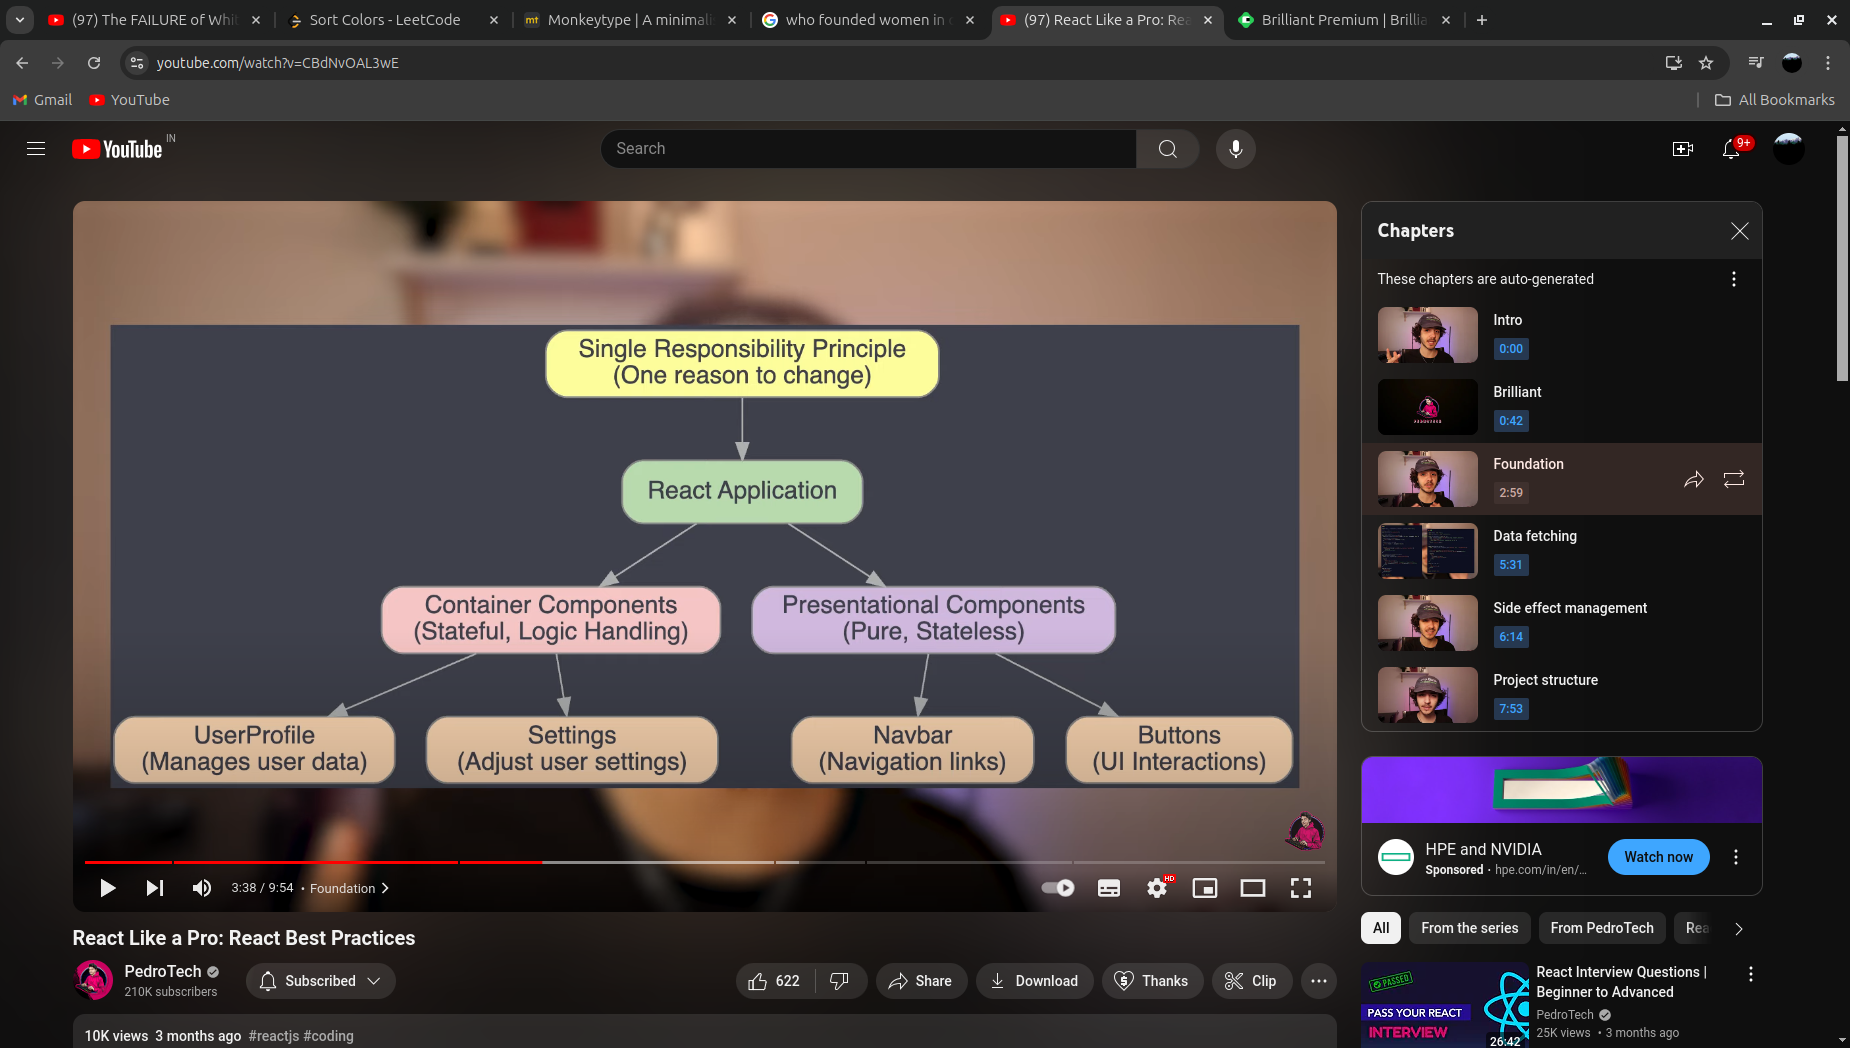 (97) The FAILURE of Whit
Sort Colors - LeetCode
Monkeytype | A minimali
who founded women in
(97) React Like a Pro: Rea
Brilliant Premium | Brillia
youtube.com/watch?v=CBdNvOAL3wE
Gmail
YouTube
All Bookmarks
YouTube IN
Search
9+
Single Responsibility Principle
(One reason to change)
React Application
Container Components
(Stateful, Logic Handling)
Presentational Components
(Pure, Stateless)
UserProfile
(Manages user data)
Settings
(Adjust user settings)
Navbar
(Navigation links)
Buttons
(UI Interactions)
3:38 / 9:54 • Foundation
HD
React Like a Pro: React Best Practices
PedroTech
210K subscribers
Subscribed
622
Share
Download
Thanks
Clip
10K views 3 months ago #reactjs #coding
Chapters
These chapters are auto-generated
Intro
0:00
Brilliant
0:42
Foundation
2:59
Data fetching
5:31
Side effect management
6:14
Project structure
7:53
HPE and NVIDIA
Sponsored · hpe.com/in/en/...
Watch now
All
From the series
From PedroTech
Rea
PASSED
PASS YOUR REACT
INTERVIEW
26:42
React Interview Questions |
Beginner to Advanced
PedroTech
25K views • 3 months ago